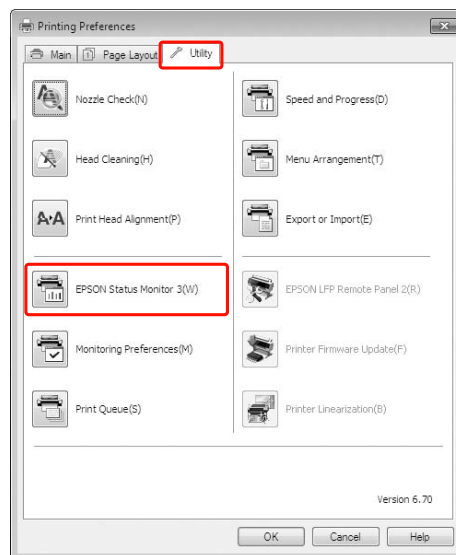 Printing Preferences
Main
Page Layout
Utility
Nozzle Check(N)
Speed and Progress(D)
Head Cleaning(H)
Menu Arrangement(T)
A A
Print Head Alignment(P)
Export or Import(E)
EPSON Status Monitor 3(W)
EPSON LFP Remote Panel 2(R)
Monitoring Preferences(M)
Printer Firmware Update(F)
Print Queue(S)
Printer Linearization(B)
Version 6.70
OK
Cancel
Help